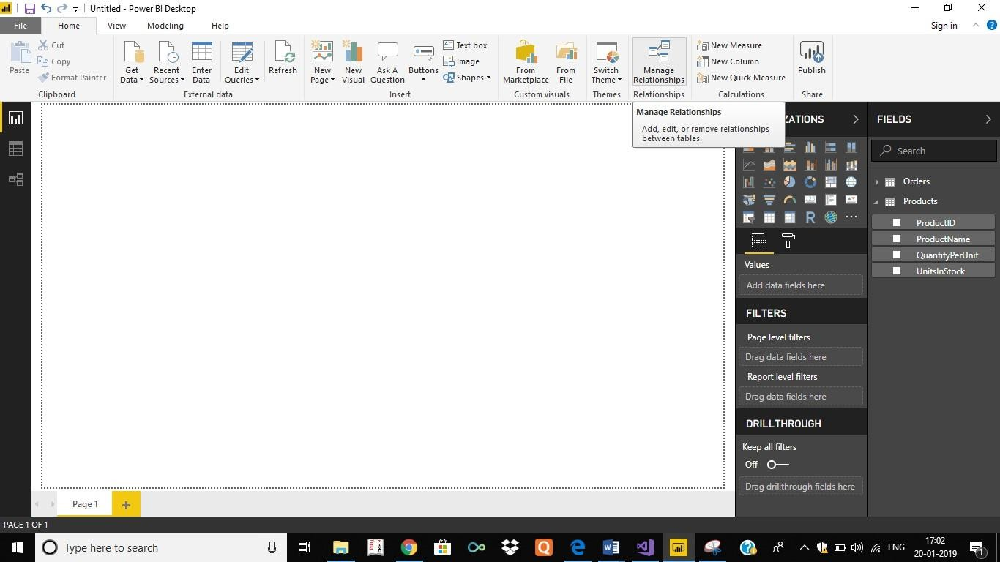 Untitled - Power BI Desktop
File Home View Modeling Help Sign in
Paste
Cut
Copy
Format Painter
Clipboard
Get Data
Recent Sources
Enter Data
Edit Queries
Refresh
External data
New Page
New Visual
Ask A Question
Buttons
Text box
Image
Shapes
Insert
From Marketplace
From File
Custom visuals
Switch Theme
Themes
Manage Relationships
Relationships
New Measure
New Column
New Quick Measure
Calculations
Publish
Share
Manage Relationships
Add, edit, or remove relationships
between tables.
ZATIONS
R
Values
Add data fields here
FILTERS
Page level filters
Drag data fields here
Report level filters
Drag data fields here
DRILLTHROUGH
Keep all filters
Off
Drag drillthrough fields here
FIELDS
Search
Orders
Products
ProductID
ProductName
QuantityPerUnit
UnitsInStock
Page 1
PAGE 1 OF 1
Type here to search
ENG
17:02
20-01-2019
1